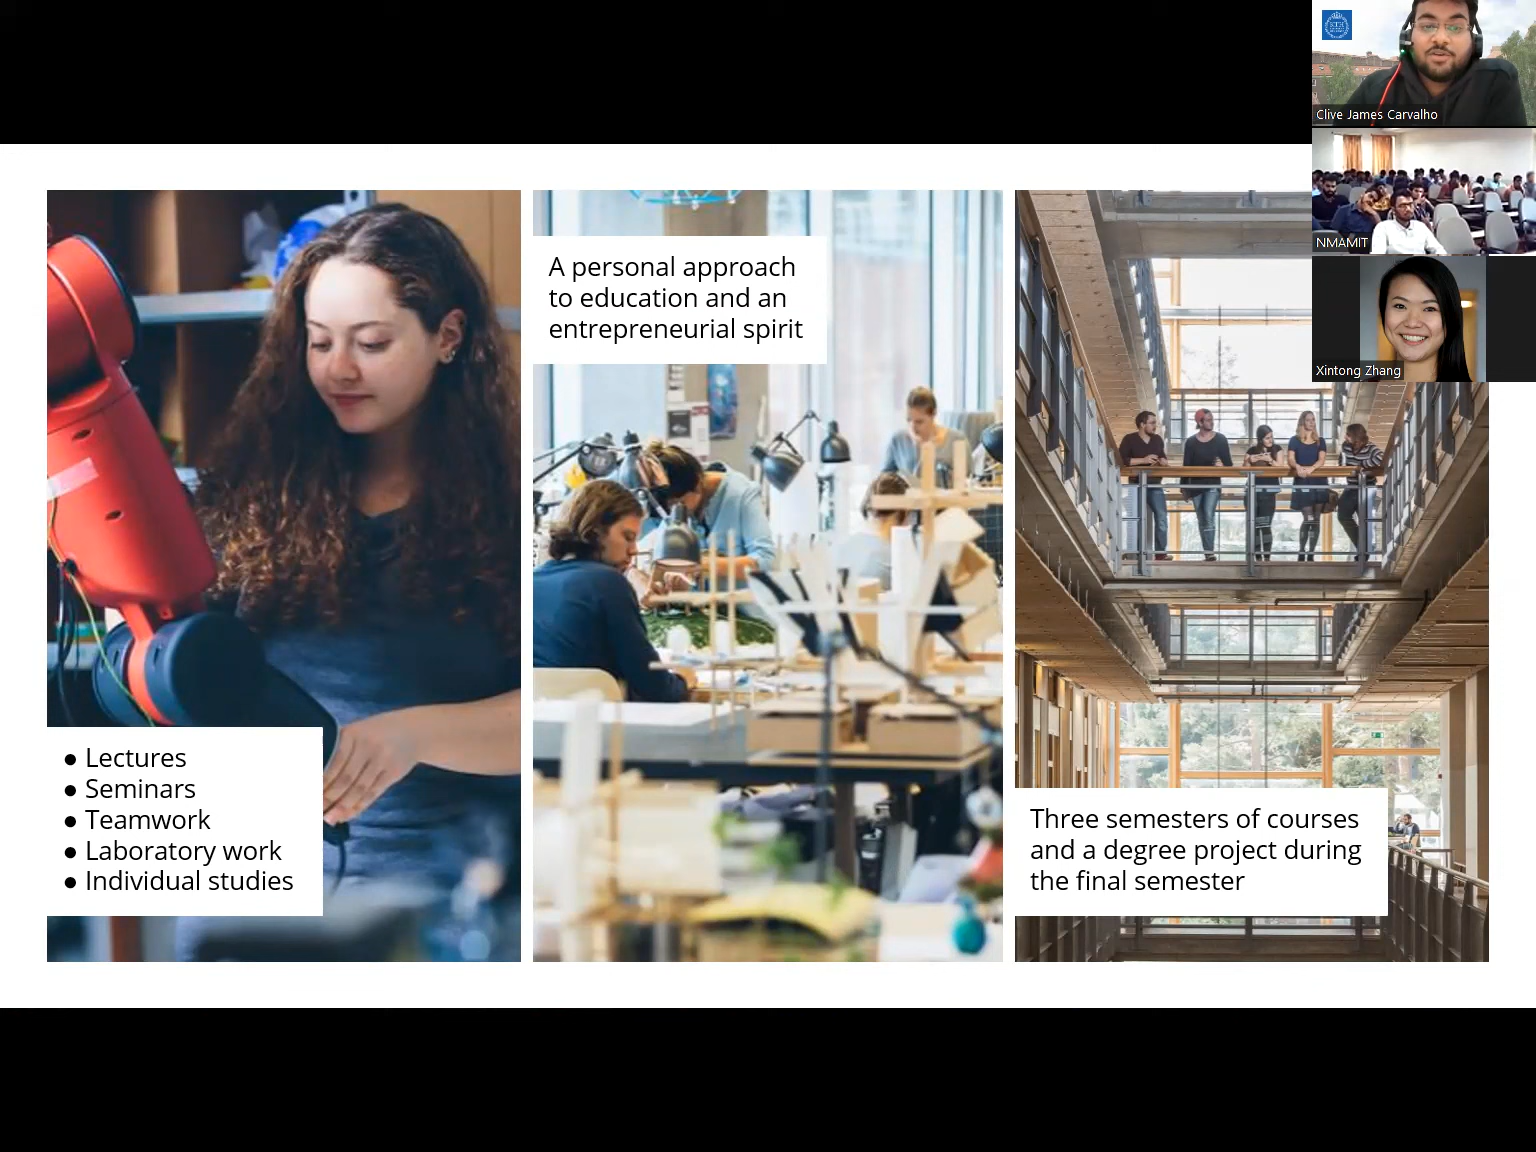 ● Lectures
● Seminars
● Teamwork
● Laboratory work
● Individual studies
A personal approach
to education and an
entrepreneurial spirit
Three semesters of courses
and a degree project during
the final semester
KTH
Clive James Carvalho
NMAMIT
Xintong Zhang